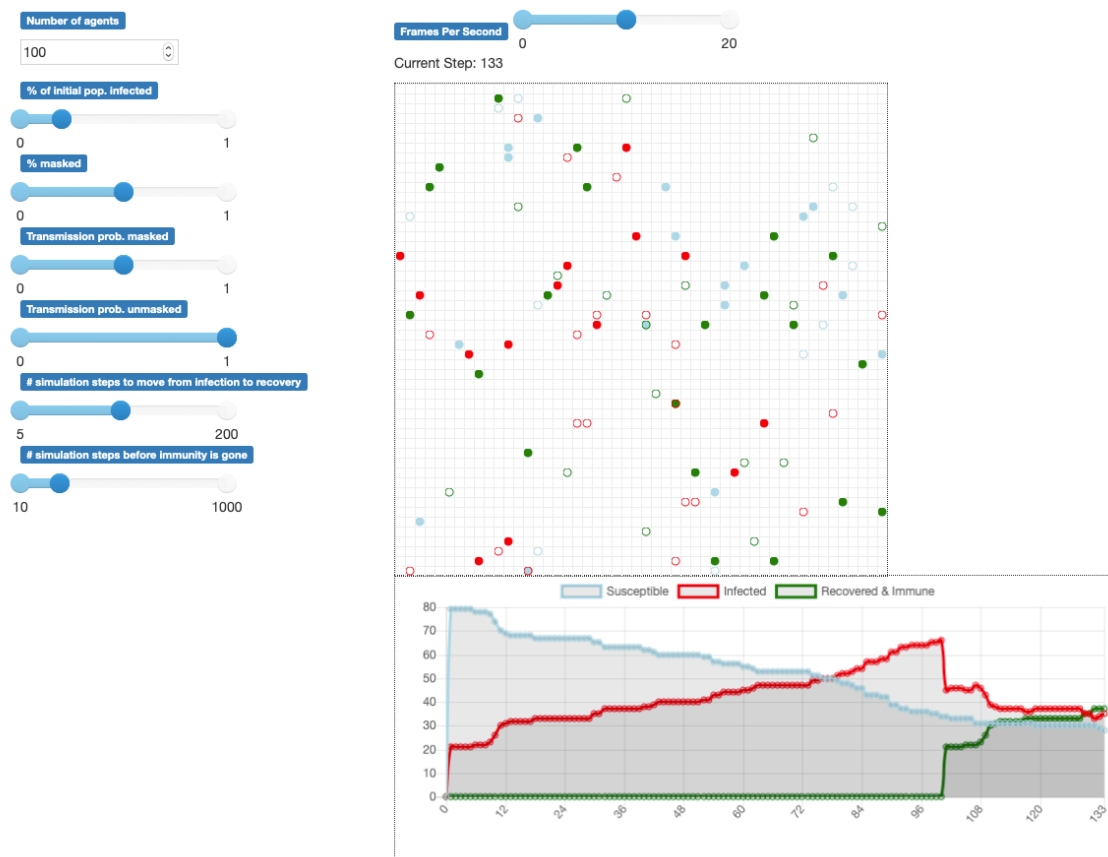 Number of agents
100
% of initial pop. infected
0 1
% masked
0 1
Transmission prob. masked
0 1
Transmission prob. unmasked
0 1
# simulation steps to move from infection to recovery
5 200
# simulation steps before immunity is gone
10 1000
Frames Per Second
0 20
Current Step: 133
Susceptible Infected Recovered & Immune
80
70
60
50
40
30
20
10
0
0 12 24 36 48 60 72 84 96 108 120 133